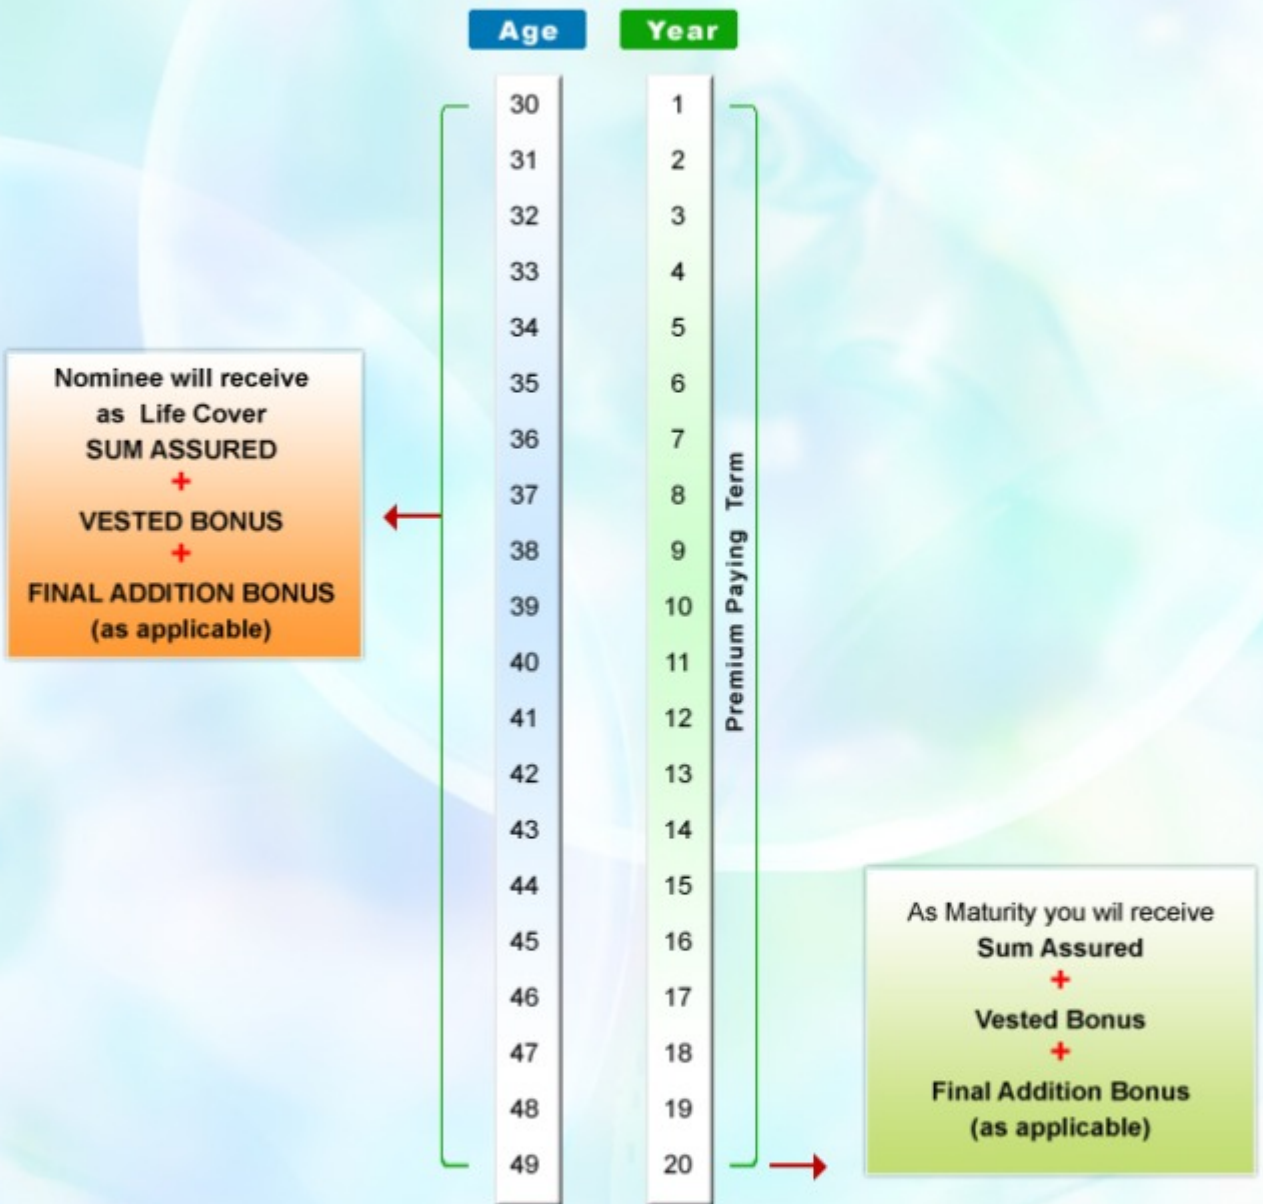 Age Year
30 1
31 2
32 3
33 4
34 5
35 6
36 7
37 8
38 9
39 10
40 11
41 12
42 13
43 14
44 15
45 16
46 17
47 18
48 19
49 20
Premium Paying Term
Nominee will receive
as Life Cover
SUM ASSURED
+
VESTED BONUS
+
FINAL ADDITION BONUS
(as applicable)
As Maturity you wil receive
Sum Assured
+
Vested Bonus
+
Final Addition Bonus
(as applicable)